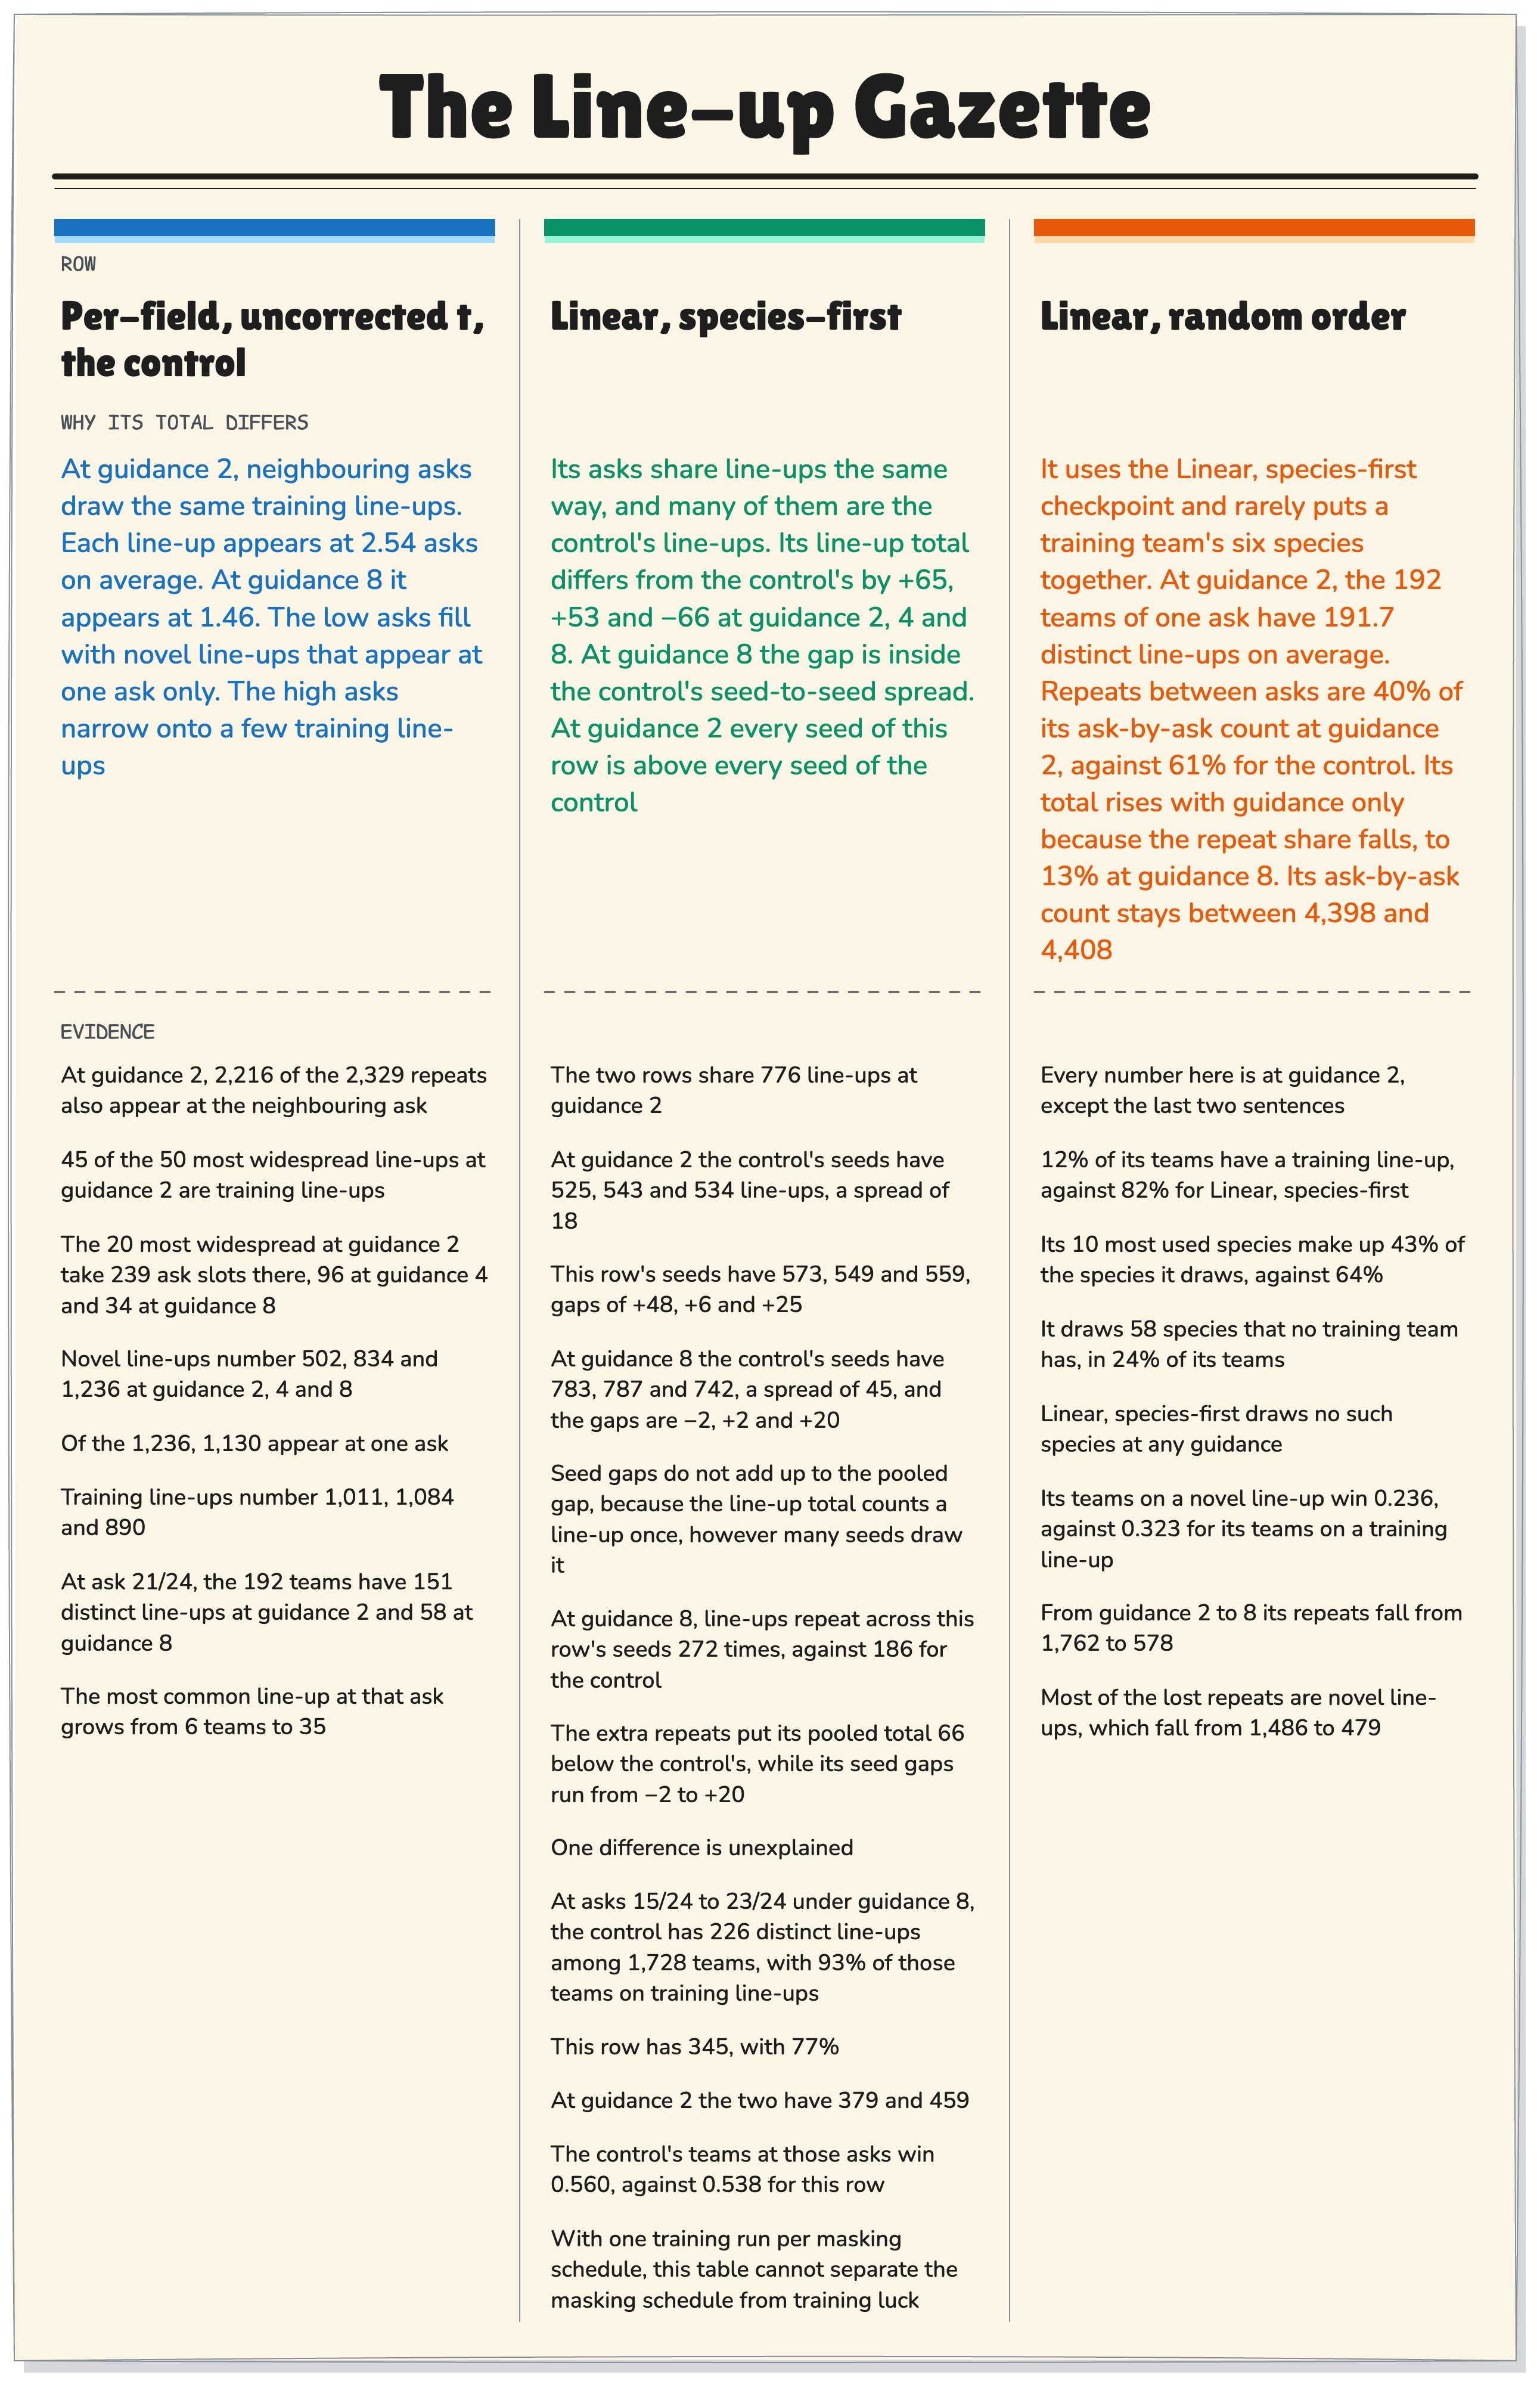 The Line-up Gazette
ROW
Per-field, uncorrected t,
the control
WHY ITS TOTAL DIFFERS
At guidance 2, neighbouring asks
draw the same training line-ups.
Each line-up appears at 2.54 asks
on average. At guidance 8 it
appears at 1.46. The low asks fill
with novel line-ups that appear at
one ask only. The high asks
narrow onto a few training line-
ups
EVIDENCE
At guidance 2, 2,216 of the 2,329 repeats
also appear at the neighbouring ask
45 of the 50 most widespread line-ups at
guidance 2 are training line-ups
The 20 most widespread at guidance 2
take 239 ask slots there, 96 at guidance 4
and 34 at guidance 8
Novel line-ups number 502, 834 and
1,236 at guidance 2, 4 and 8
Of the 1,236, 1,130 appear at one ask
Training line-ups number 1,011, 1,084
and 890
At ask 21/24, the 192 teams have 151
distinct line-ups at guidance 2 and 58 at
guidance 8
The most common line-up at that ask
grows from 6 teams to 35
Linear, species-first
Its asks share line-ups the same
way, and many of them are the
control's line-ups. Its line-up total
differs from the control's by +65,
+53 and −66 at guidance 2, 4 and
8. At guidance 8 the gap is inside
the control's seed-to-seed spread.
At guidance 2 every seed of this
row is above every seed of the
control
The two rows share 776 line-ups at
guidance 2
At guidance 2 the control's seeds have
525, 543 and 534 line-ups, a spread of
18
This row's seeds have 573, 549 and 559,
gaps of +48, +6 and +25
At guidance 8 the control's seeds have
783, 787 and 742, a spread of 45, and
the gaps are −2, +2 and +20
Seed gaps do not add up to the pooled
gap, because the line-up total counts a
line-up once, however many seeds draw
it
At guidance 8, line-ups repeat across this
row's seeds 272 times, against 186 for
the control
The extra repeats put its pooled total 66
below the control's, while its seed gaps
run from −2 to +20
One difference is unexplained
At asks 15/24 to 23/24 under guidance 8,
the control has 226 distinct line-ups
among 1,728 teams, with 93% of those
teams on training line-ups
This row has 345, with 77%
At guidance 2 the two have 379 and 459
The control's teams at those asks win
0.560, against 0.538 for this row
With one training run per masking
schedule, this table cannot separate the
masking schedule from training luck
Linear, random order
It uses the Linear, species-first
checkpoint and rarely puts a
training team's six species
together. At guidance 2, the 192
teams of one ask have 191.7
distinct line-ups on average.
Repeats between asks are 40% of
its ask-by-ask count at guidance
2, against 61% for the control. Its
total rises with guidance only
because the repeat share falls, to
13% at guidance 8. Its ask-by-ask
count stays between 4,398 and
4,408
Every number here is at guidance 2,
except the last two sentences
12% of its teams have a training line-up,
against 82% for Linear, species-first
Its 10 most used species make up 43% of
the species it draws, against 64%
It draws 58 species that no training team
has, in 24% of its teams
Linear, species-first draws no such
species at any guidance
Its teams on a novel line-up win 0.236,
against 0.323 for its teams on a training
line-up
From guidance 2 to 8 its repeats fall from
1,762 to 578
Most of the lost repeats are novel line-
ups, which fall from 1,486 to 479